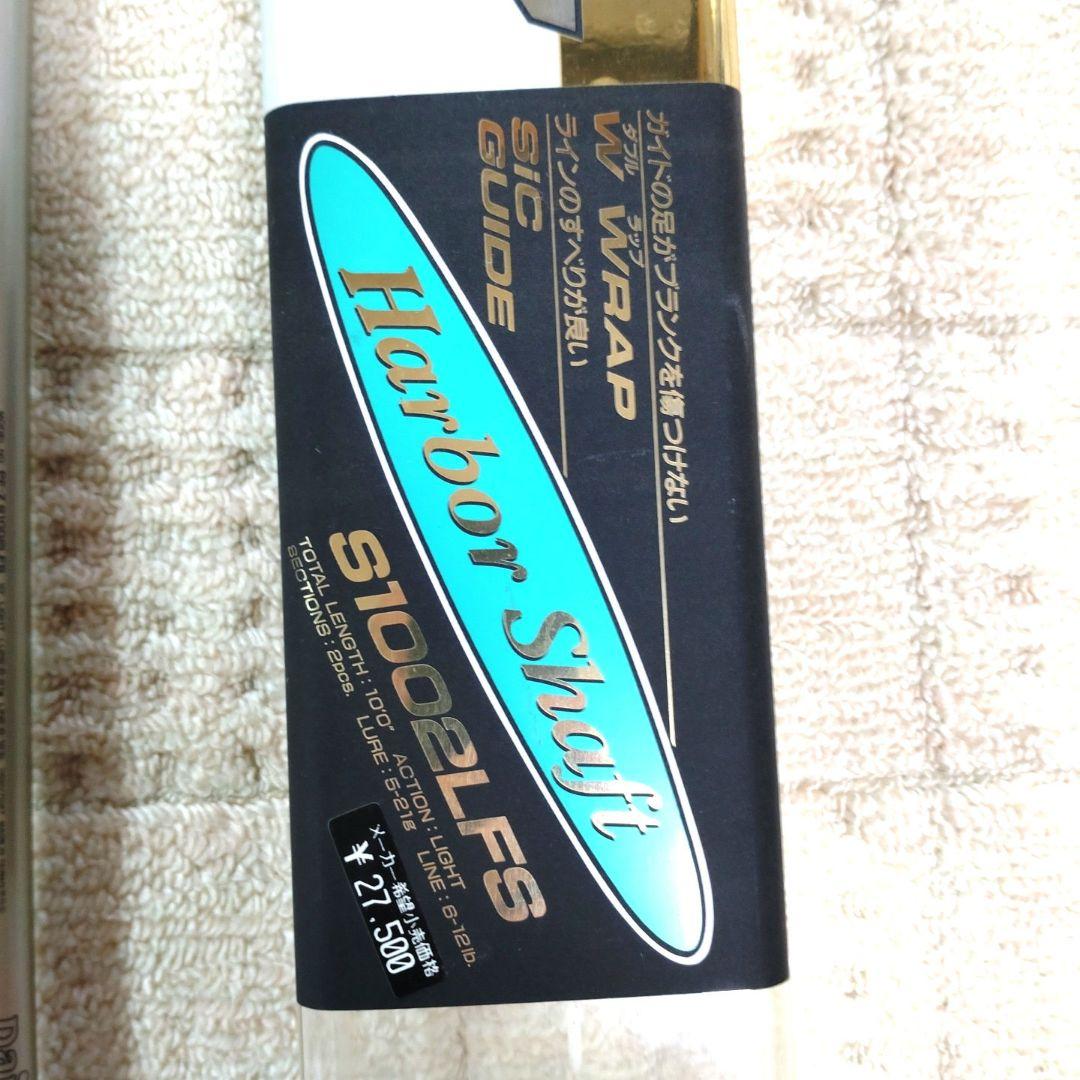 ガイドの足がブランクを傷つけない
ダブル ラップ
W WRAP
ラインのすべりが良い
SiC
GUIDE
Harbor Shaft
S1002LFS
TOTAL LENGTH : 10'0" ACTION : LIGHT
SECTIONS : 2pcs. LURE : 5-21g LINE : 6-12lb.
メーカー希望小売価格
¥27,500
Dai